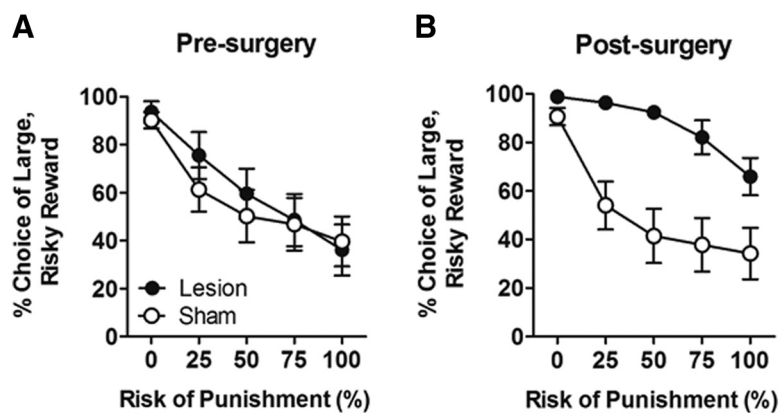 A
Pre-surgery
% Choice of Large,
Risky Reward
100
80
60
40
20
0
Lesion
Sham
0 25 50 75 100
Risk of Punishment (%)
B
Post-surgery
% Choice of Large,
Risky Reward
100
80
60
40
20
0
0 25 50 75 100
Risk of Punishment (%)